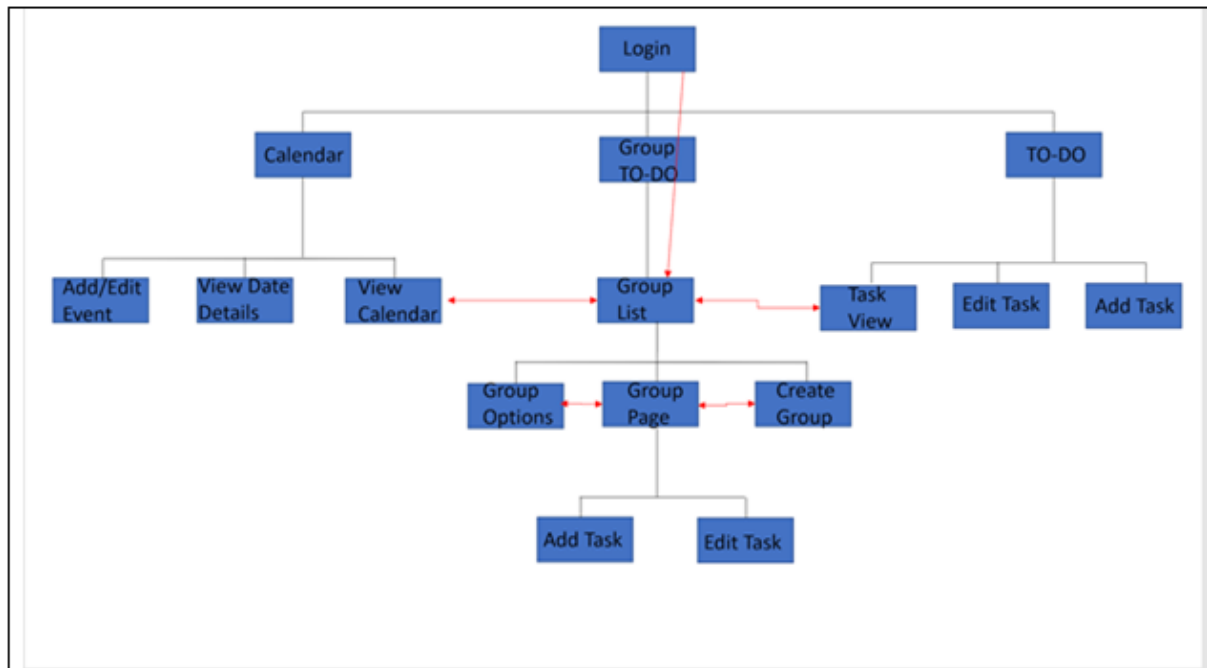 Login
Calendar
Group
TO-DO
TO-DO
Add/Edit
Event
View Date
Details
View
Calendar
Group
List
Task
View
Edit Task
Add Task
Group
Options
Group
Page
Create
Group
Add Task
Edit Task